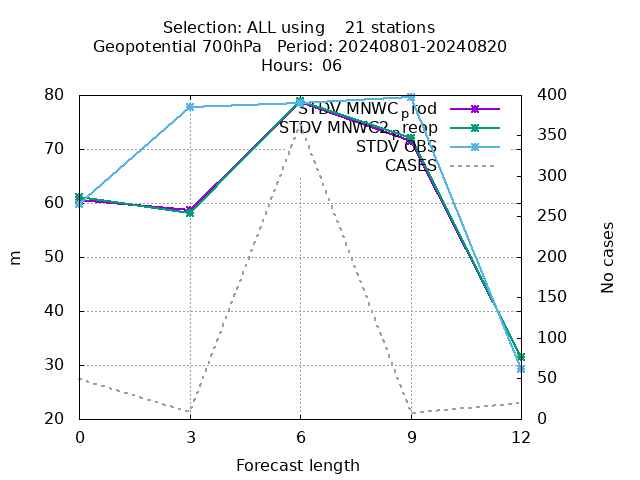 Selection: ALL using 21 stations
Geopotential 700hPa Period: 20240801-20240820
Hours: 06
STDV MNWC_prod
STDV MNWC2_preop
STDV OBS
CASES
80
70
60
50
40
30
20
m
400
350
300
250
200
150
100
50
0
No cases
0 3 6 9 12
Forecast length